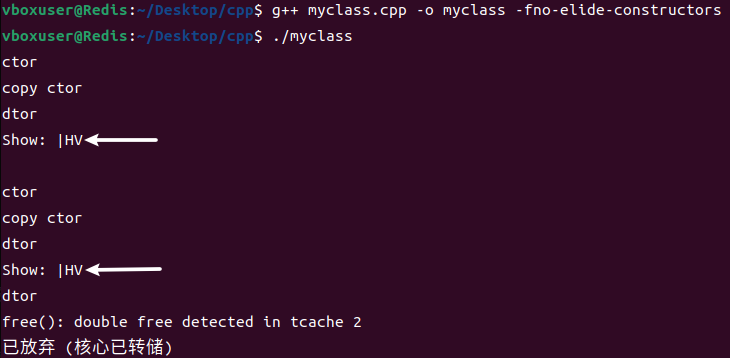 vboxuser@Redis:~/Desktop/cpp$ g++ myclass.cpp -o myclass -fno-elide-constructors
vboxuser@Redis:~/Desktop/cpp$ ./myclass
ctor
copy ctor
dtor
Show: |HV
ctor
copy ctor
dtor
Show: |HV
dtor
free(): double free detected in tcache 2
已放弃 (核心已转储)